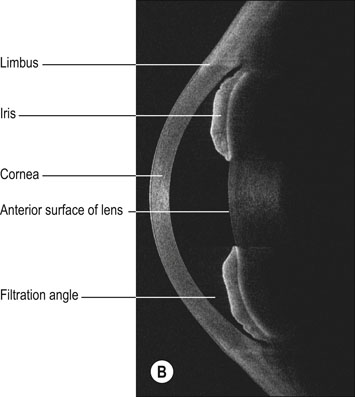 Limbus
Iris
Cornea
Anterior surface of lens
Filtration angle
B